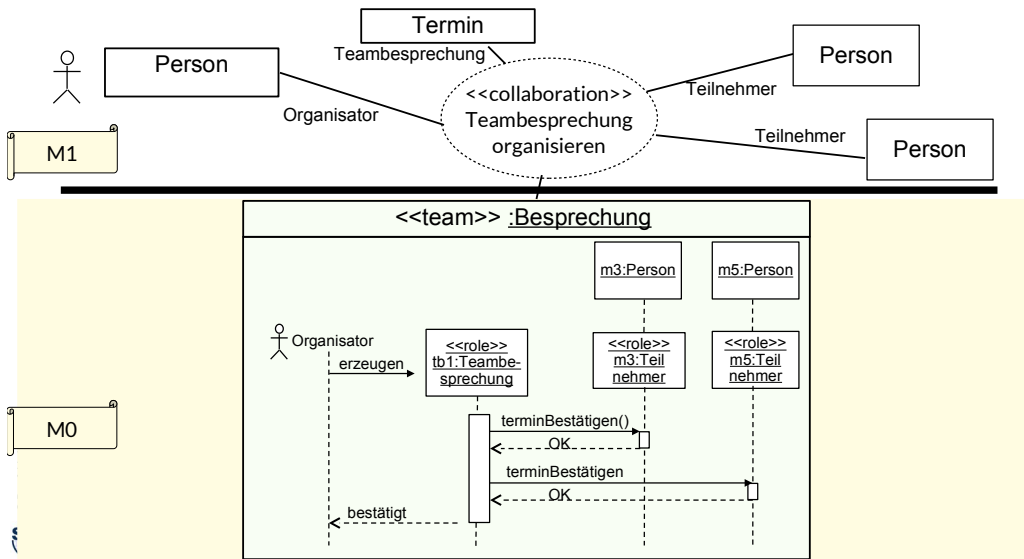 Termin
Person
Teambesprechung
Person
Teilnehmer
<<collaboration>>
Teambesprechung
organisieren
Organisator
Teilnehmer
Person
M1
<<team>> :Besprechung
m3:Person
m5:Person
Organisator
erzeugen
<<role>>
tb1:Teambe-
sprechung
<<role>>
m3:Teil
nehmer
<<role>>
m5:Teil
nehmer
M0
terminBestätigen()
OK
terminBestätigen
OK
bestätigt